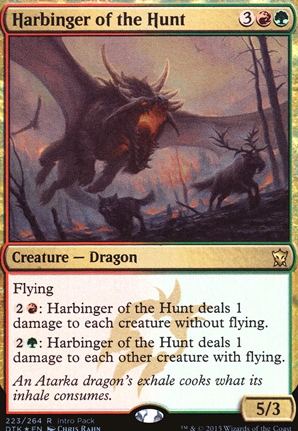 Harbinger of the Hunt 3
Creature — Dragon
Flying
2 : Harbinger of the Hunt deals 1
damage to each creature without flying.
2 : Harbinger of the Hunt deals 1
damage to each other creature with flying.
An Atarka dragon's exhale cooks what its
inhale consumes.
5/3
223/264 R Intro Pack
DTK EN Chris Rahn ™ & © 2015 Wizards of the Coast